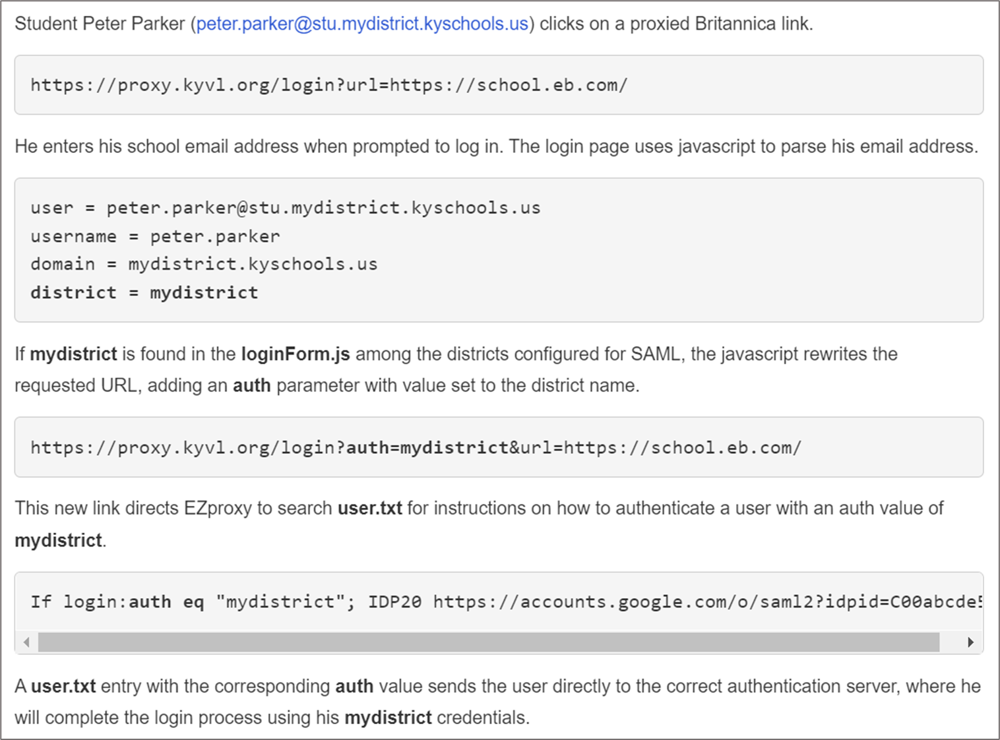 Student Peter Parker (peter.parker@stu.mydistrict.kyschools.us) clicks on a proxied Britannica link.
https://proxy.kyvl.org/login?url=https://school.eb.com/
He enters his school email address when prompted to log in. The login page uses javascript to parse his email address.
user = peter.parker@stu.mydistrict.kyschools.us
username = peter.parker
domain = mydistrict.kyschools.us
district = mydistrict
If mydistrict is found in the loginForm.js among the districts configured for SAML, the javascript rewrites the
requested URL, adding an auth parameter with value set to the district name.
https://proxy.kyvl.org/login?auth=mydistrict&url=https://school.eb.com/
This new link directs EZproxy to search user.txt for instructions on how to authenticate a user with an auth value of
mydistrict.
If login:auth eq "mydistrict"; IDP20 https://accounts.google.com/o/saml2?idpid=C00abcde5
A user.txt entry with the corresponding auth value sends the user directly to the correct authentication server, where he
will complete the login process using his mydistrict credentials.